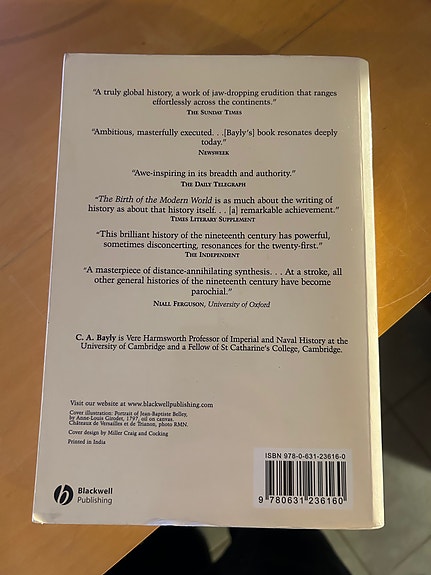 “A truly global history, a work of jaw-dropping erudition that ranges
effortlessly across the continents.”
THE SUNDAY TIMES
“Ambitious, masterfully executed. . .[Bayly’s] book resonates deeply
today.”
NEWSWEEK
“Awe-inspiring in its breadth and authority.”
THE DAILY TELEGRAPH
“The Birth of the Modern World is as much about the writing of
history as about that history itself. . . [a] remarkable achievement.”
TIMES LITERARY SUPPLEMENT
“This brilliant history of the nineteenth century has powerful,
sometimes disconcerting, resonances for the twenty-first.”
THE INDEPENDENT
“A masterpiece of distance-annihilating synthesis. . . At a stroke, all
other general histories of the nineteenth century have become
parochial.”
NIALL FERGUSON, University of Oxford
C. A. Bayly is Vere Harmsworth Professor of Imperial and Naval History at the
University of Cambridge and a Fellow of St Catharine’s College, Cambridge.
Visit our website at www.blackwellpublishing.com
Cover illustration: Portrait of Jean-Baptiste Belley,
by Anne-Louis Girodet, 1797, oil on canvas.
Châteaux de Versailles et de Trianon, photo RMN.
Cover design by Miller Craig and Cocking
Printed in India
ISBN 978-0-631-23616-0
9 780631 236160
b Blackwell
Publishing